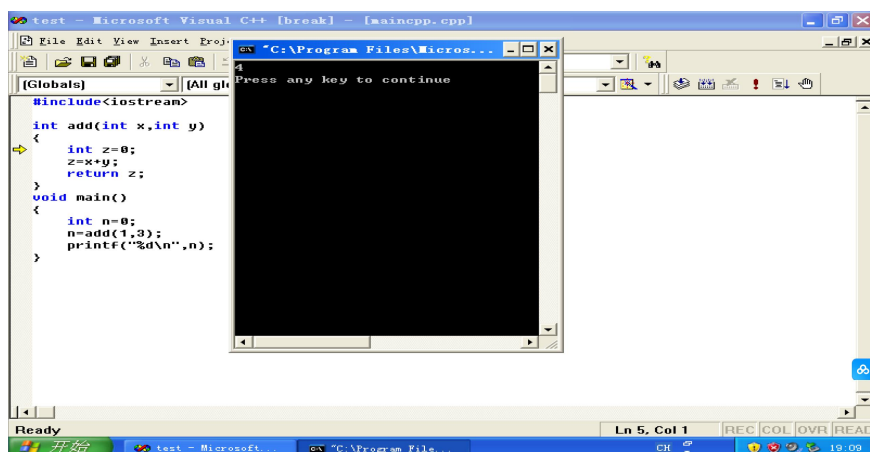 test - Microsoft Visual C++ [break] - [maincpp.cpp]
File Edit View Insert Proj
"C:\Program Files\Micros...
4
Press any key to continue
(Globals)
(All gl
#include<iostream>
int add(int x,int y)
{
int z=0;
z=x+y;
return z;
}
void main()
{
int n=0;
n=add(1,3);
printf("%d\n",n);
}
Ready
Ln 5, Col 1
REC COL OVR READ
开始
test - Microsoft...
"C:\Program File...
CH
19:09